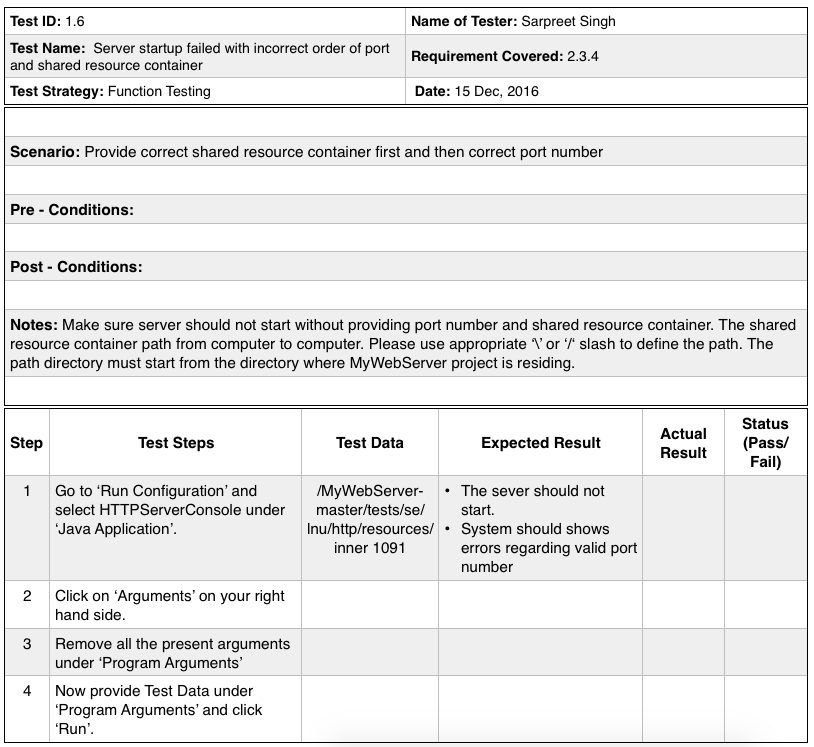 Test ID: 1.6
Name of Tester: Sarpreet Singh
Test Name:  Server startup failed with incorrect order of port
and shared resource container
Requirement Covered: 2.3.4
Test Strategy: Function Testing
Date: 15 Dec, 2016
Scenario: Provide correct shared resource container first and then correct port number
Pre - Conditions:
Post - Conditions:
Notes: Make sure server should not start without providing port number and shared resource container. The shared
resource container path from computer to computer. Please use appropriate ‘\’ or ‘/‘ slash to define the path. The
path directory must start from the directory where MyWebServer project is residing.
Step
Test Steps
Test Data
Expected Result
Actual
Result
Status
(Pass/
Fail)
1
Go to ‘Run Configuration’ and
select HTTPServerConsole under
‘Java Application’.
/MyWebServer-
master/tests/se/
lnu/http/resources/
inner 1091
• The sever should not
start.
• System should shows
errors regarding valid port
number
2
Click on ‘Arguments’ on your right
hand side.
3
Remove all the present arguments
under ‘Program Arguments’
4
Now provide Test Data under
‘Program Arguments’ and click
‘Run’.